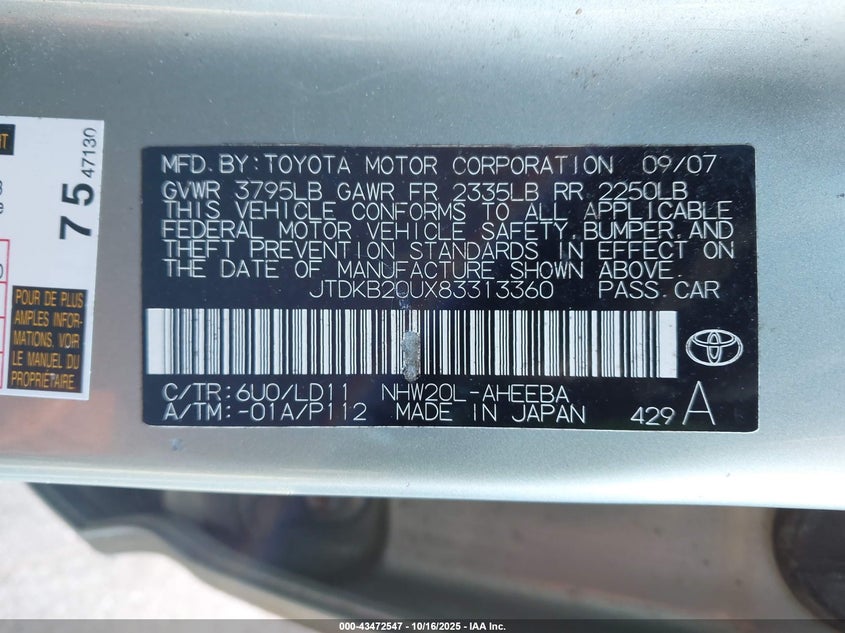 HT
75
47130
POUR DE PLUS
AMPLES INFOR-
MATIONS, VOIR
LE MANUEL DU
PROPRIÉTAIRE.
MFD.BY:TOYOTA MOTOR CORPORATION 09/07
GVWR 3795LB GAWR FR 2335LB RR 2250LB
THIS VEHICLE CONFORMS TO ALL APPLICABLE
FEDERAL MOTOR VEHICLE SAFETY,BUMPER,AND
THEFT PREVENTION STANDARDS IN EFFECT ON
THE DATE OF MANUFACTURE SHOWN ABOVE.
JTDKB20UX83313360 PASS.CAR
C/TR:6U0/LD11 NHW20L-AHEEBA
A/TM:-01A/P112 MADE IN JAPAN 429 A
000-43472547 - 10/16/2025 - IAA Inc.